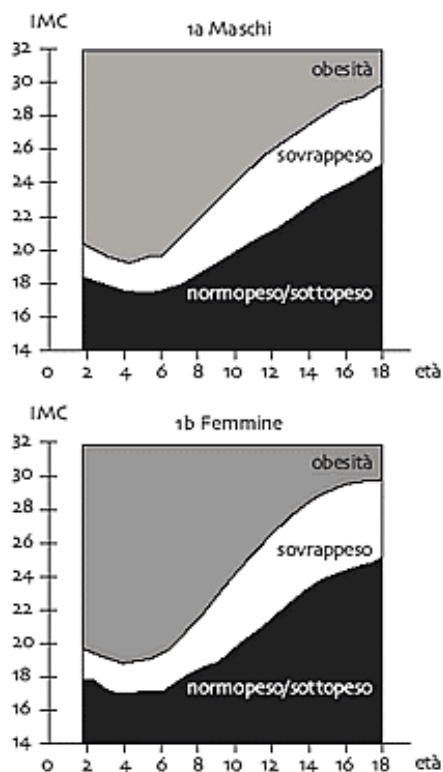 IMC
1a Maschi
32
30
28
26
24
22
20
18
16
14
obesità
sovrappeso
normopeso/sottopeso
0 2 4 6 8 10 12 14 16 18 età
IMC
1b Femmine
32
30
28
26
24
22
20
18
16
14
obesità
sovrappeso
normopeso/sottopeso
0 2 4 6 8 10 12 14 16 18 età